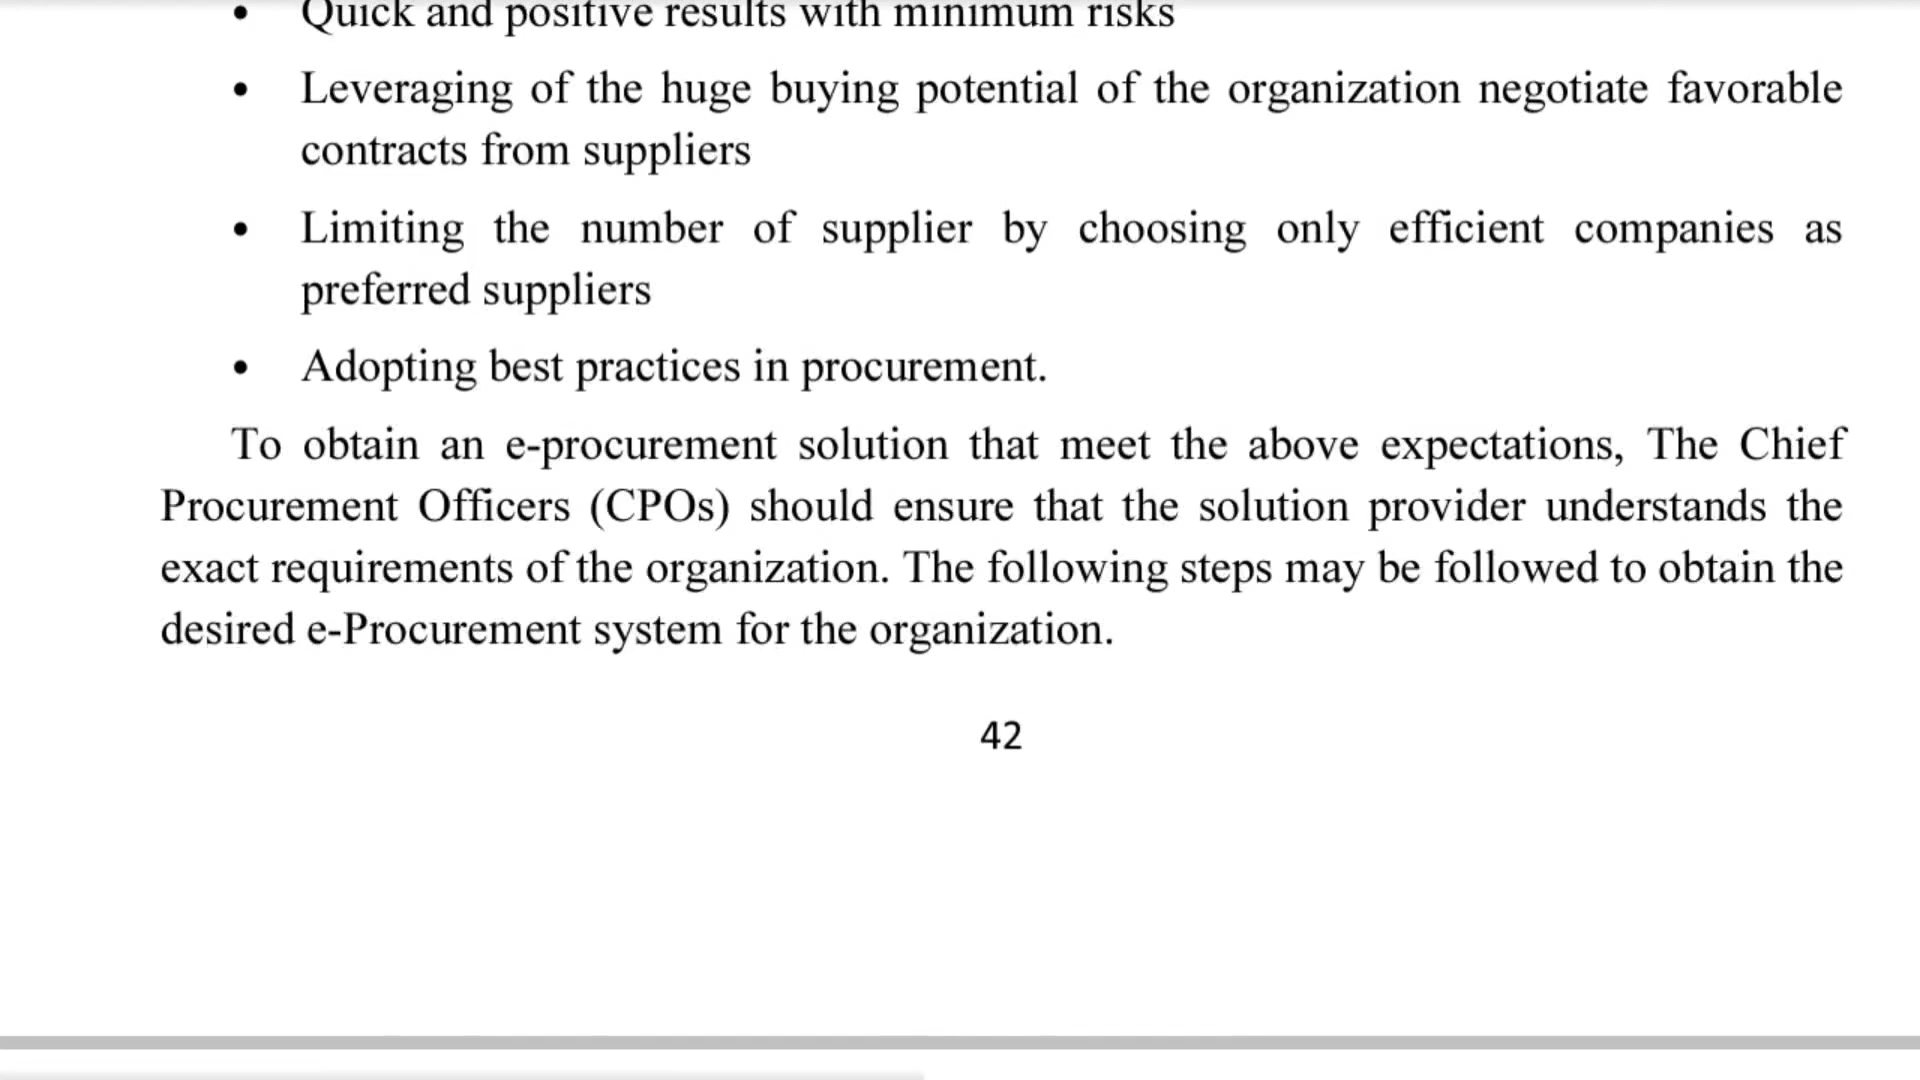 • Quick and positive results with minimum risks
• Leveraging of the huge buying potential of the organization negotiate favorable
contracts from suppliers
• Limiting the number of supplier by choosing only efficient companies as
preferred suppliers
• Adopting best practices in procurement.
To obtain an e-procurement solution that meet the above expectations, The Chief
Procurement Officers (CPOs) should ensure that the solution provider understands the
exact requirements of the organization. The following steps may be followed to obtain the
desired e-Procurement system for the organization.
42